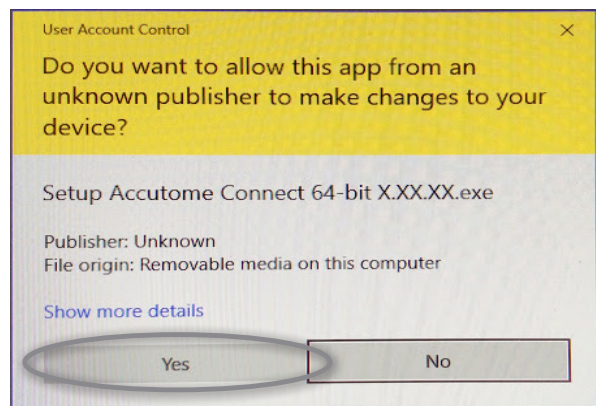 User Account Control
Do you want to allow this app from an
unknown publisher to make changes to your
device?
Setup Accutome Connect 64-bit X.XX.XX.exe
Publisher: Unknown
File origin: Removable media on this computer
Show more details
Yes
No